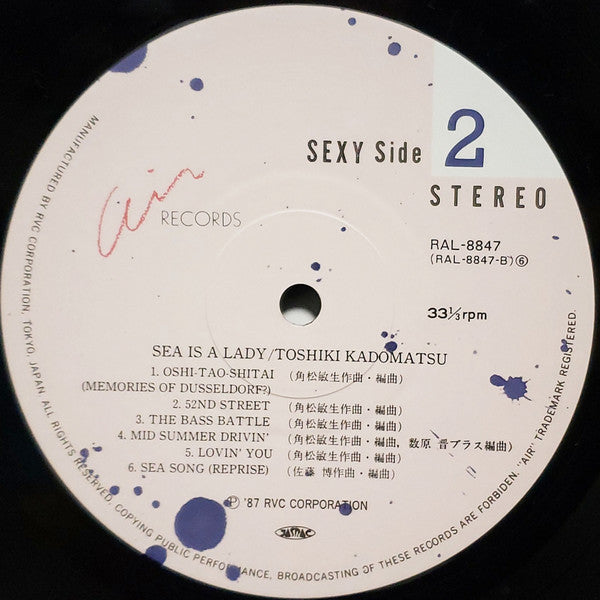 SEXY Side 2
STEREO
Air RECORDS
RAL-8847
(RAL-8847-B)⑥
33⅓rpm
SEA IS A LADY/TOSHIKI KADOMATSU
1. OSHI-TAO-SHITAI (角松敏生作曲・編曲)
(MEMORIES OF DUSSELDORF?)
2. 52ND STREET (角松敏生作曲・編曲)
3. THE BASS BATTLE (角松敏生作曲・編曲)
4. MID SUMMER DRIVIN' (角松敏生作曲・編曲, 数原 晋ブラス編曲)
5. LOVIN' YOU (角松敏生作曲・編曲)
6. SEA SONG (REPRISE) (佐藤 博作曲・編曲)
Ⓟ '87 RVC CORPORATION
JASRAC
MANUFACTURED BY RVC CORPORATION, TOKYO, JAPAN ALL RIGHTS RESERVED. COPYING PUBLIC PERFORMANCE, BROADCASTING OF THESE RECORDS ARE FORBIDDEN. "AIR" TRADEMARK REGISTERED.